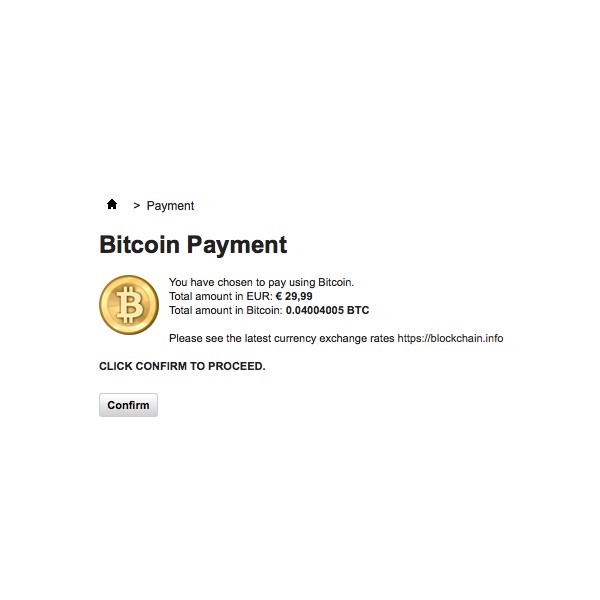 > Payment
Bitcoin Payment
You have chosen to pay using Bitcoin.
Total amount in EUR: € 29,99
Total amount in Bitcoin: 0.04004005 BTC
Please see the latest currency exchange rates https://blockchain.info
CLICK CONFIRM TO PROCEED.
Confirm